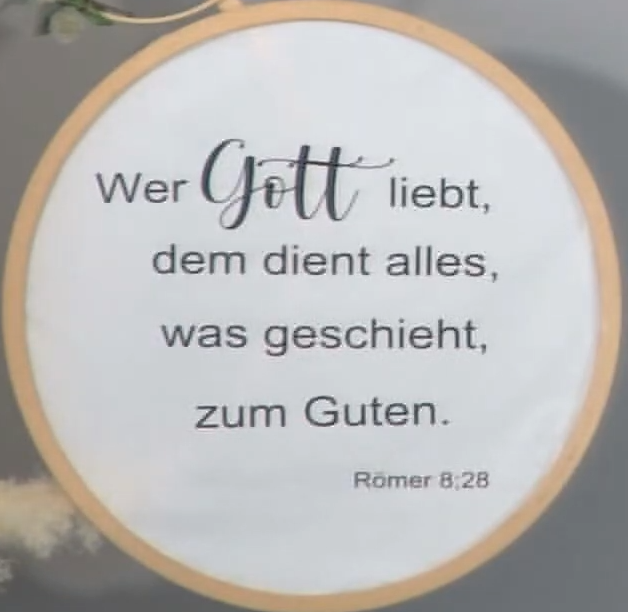 Wer Gott liebt,
dem dient alles,
was geschieht,
zum Guten.
Römer 8;28